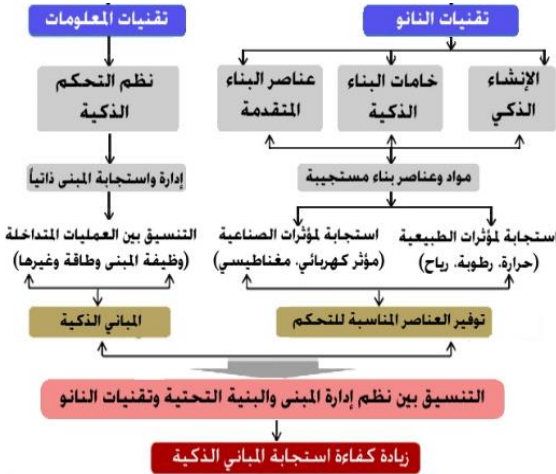 تقنيات النانو
تقنيات المعلومات
الإنشاء
الذكي
خامات البناء
الذكية
عناصر البناء
المتقدمة
نظم التحكم
الذكية
مواد وعناصر بناء مستجيبة
إدارة واستجابة المبنى ذاتياً
استجابة لمؤثرات الطبيعية
(حرارة، رطوبة، رياح)
استجابة لمؤثرات الصناعية
(مؤثر كهربائي، مغناطيسي)
التنسيق بين العمليات المتداخلة
(وظيفة المبنى وطاقة وغيرها)
توفير العناصر المناسبة للتحكم
المباني الذكية
التنسيق بين نظم إدارة المبنى والبنية التحتية وتقنيات النانو
زيادة كفاءة استجابة المباني الذكية